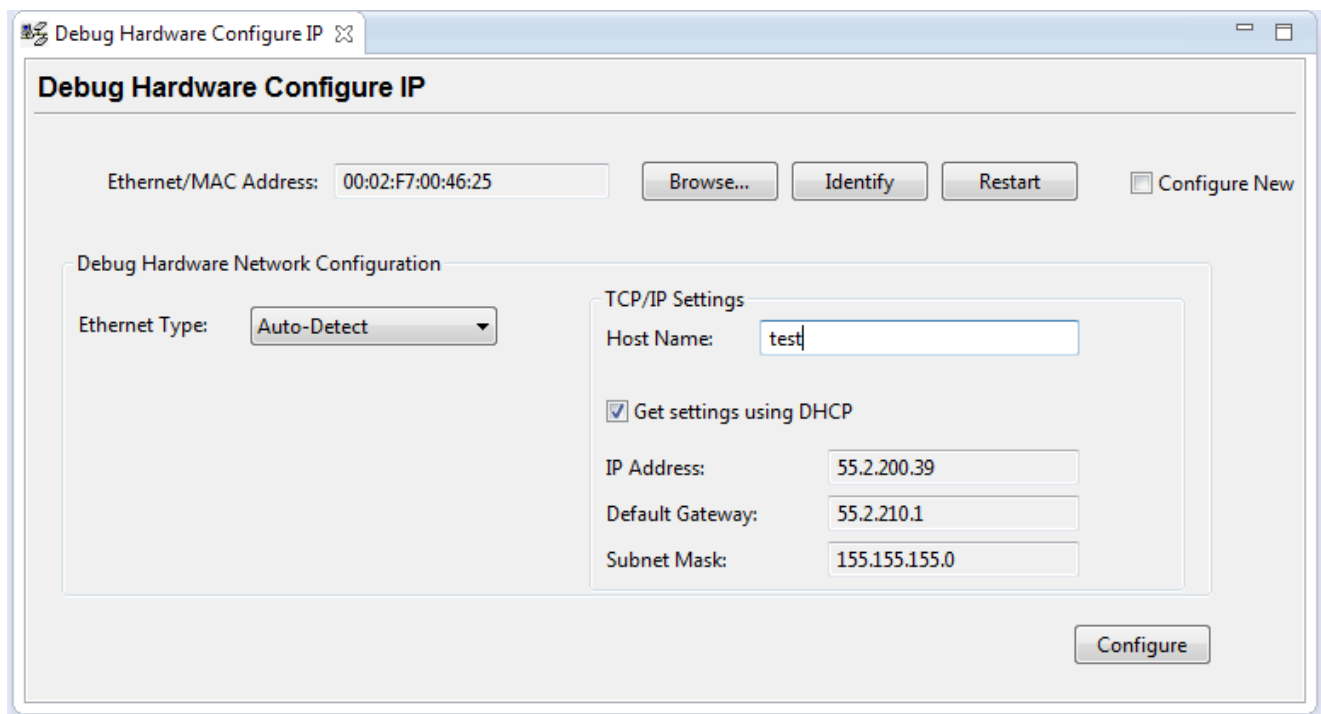 Debug Hardware Configure IP
Debug Hardware Configure IP
Ethernet/MAC Address: 00:02:F7:00:46:25 Browse... Identify Restart Configure New
Debug Hardware Network Configuration
Ethernet Type: Auto-Detect
TCP/IP Settings
Host Name: test
Get settings using DHCP
IP Address: 55.2.200.39
Default Gateway: 55.2.210.1
Subnet Mask: 155.155.155.0
Configure